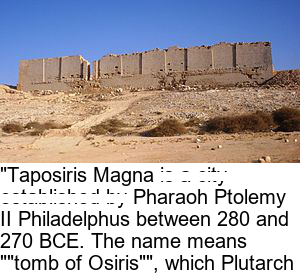 "Taposiris Magna
Pharaoh Ptolemy
II Philadelphus between 280 and
270 BCE. The name means
""tomb of Osiris"", which Plutarch